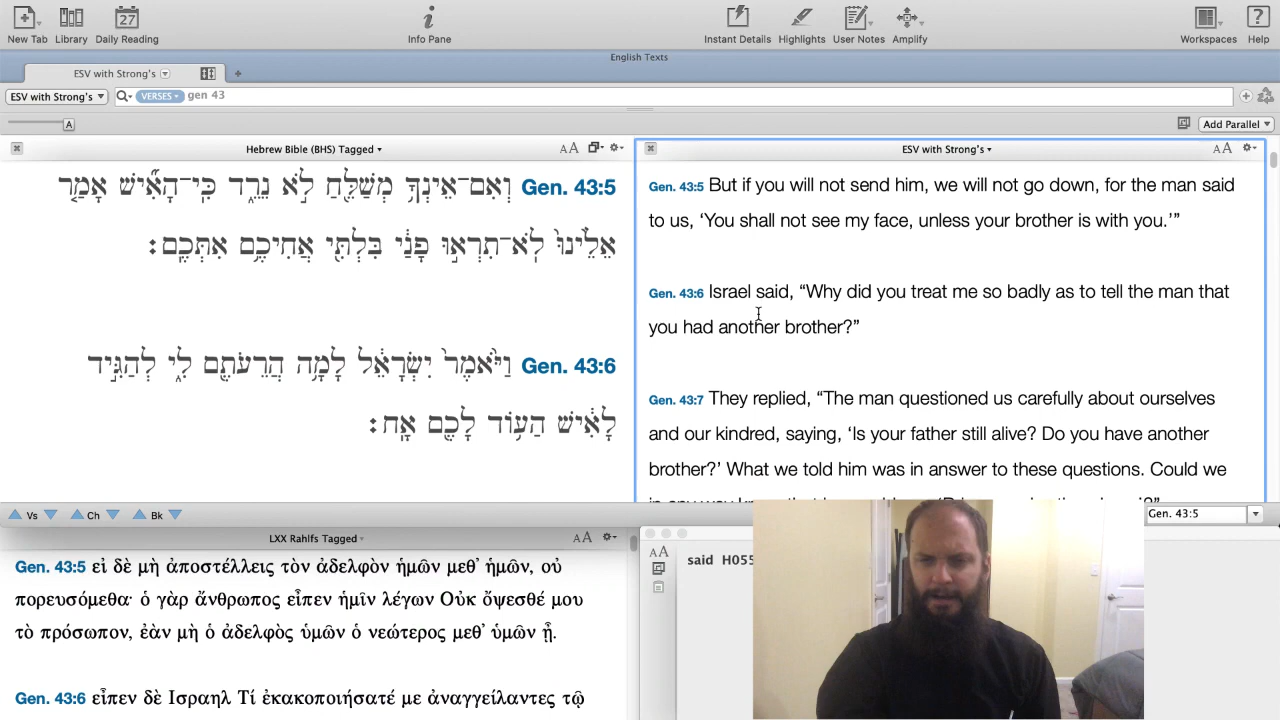 New Tab Library Daily Reading Info Pane Instant Details Highlights User Notes Amplify Workspaces Help
27
English Texts
ESV with Strong's
ESV with Strong's VERSES gen 43
A Add Parallel
Hebrew Bible (BHS) Tagged AA
Gen. 43:5 וְאִם־אֵינְךָ֥ מְשַׁלֵּ֖חַ לֹ֣א נֵרֵ֑ד כִּֽי־הָאִ֞ישׁ אָמַ֤ר
אֵלֵ֙ינוּ֙ לֹֽא־תִרְא֣וּ פָנַ֔י בִּלְתִּ֖י אֲחִיכֶ֥ם אִתְּכֶֽם׃
Gen. 43:6 וַיֹּ֙אמֶר֙ יִשְׂרָאֵ֔ל לָמָ֥ה הֲרֵעֹתֶ֖ם לִ֑י לְהַגִּ֣יד
לָאִ֔ישׁ הַע֥וֹד לָכֶ֖ם אָֽח׃
ESV with Strong's AA
Gen. 43:5 But if you will not send him, we will not go down, for the man said
to us, ‘You shall not see my face, unless your brother is with you.’”
Gen. 43:6 Israel said, “Why did you treat me so badly as to tell the man that
you had another brother?”
Gen. 43:7 They replied, “The man questioned us carefully about ourselves
and our kindred, saying, ‘Is your father still alive? Do you have another
brother?’ What we told him was in answer to these questions. Could we
Vs Ch Bk
Gen. 43:5
LXX Rahlfs Tagged AA
Gen. 43:5 εἰ δὲ μὴ ἀποστέλλεις τὸν ἀδελφὸν ἡμῶν μεθ᾽ ἡμῶν, οὐ
πορευσόμεθα· ὁ γὰρ ἄνθρωπος εἶπεν ἡμῖν λέγων Οὐκ ὄψεσθέ μου
τὸ πρόσωπον, ἐὰν μὴ ὁ ἀδελφὸς ὑμῶν ὁ νεώτερος μεθ᾽ ὑμῶν ᾖ.
Gen. 43:6 εἶπεν δὲ Ισραηλ Τί ἐκακοποιήσατέ με ἀναγγείλαντες τῷ
AA
said H055